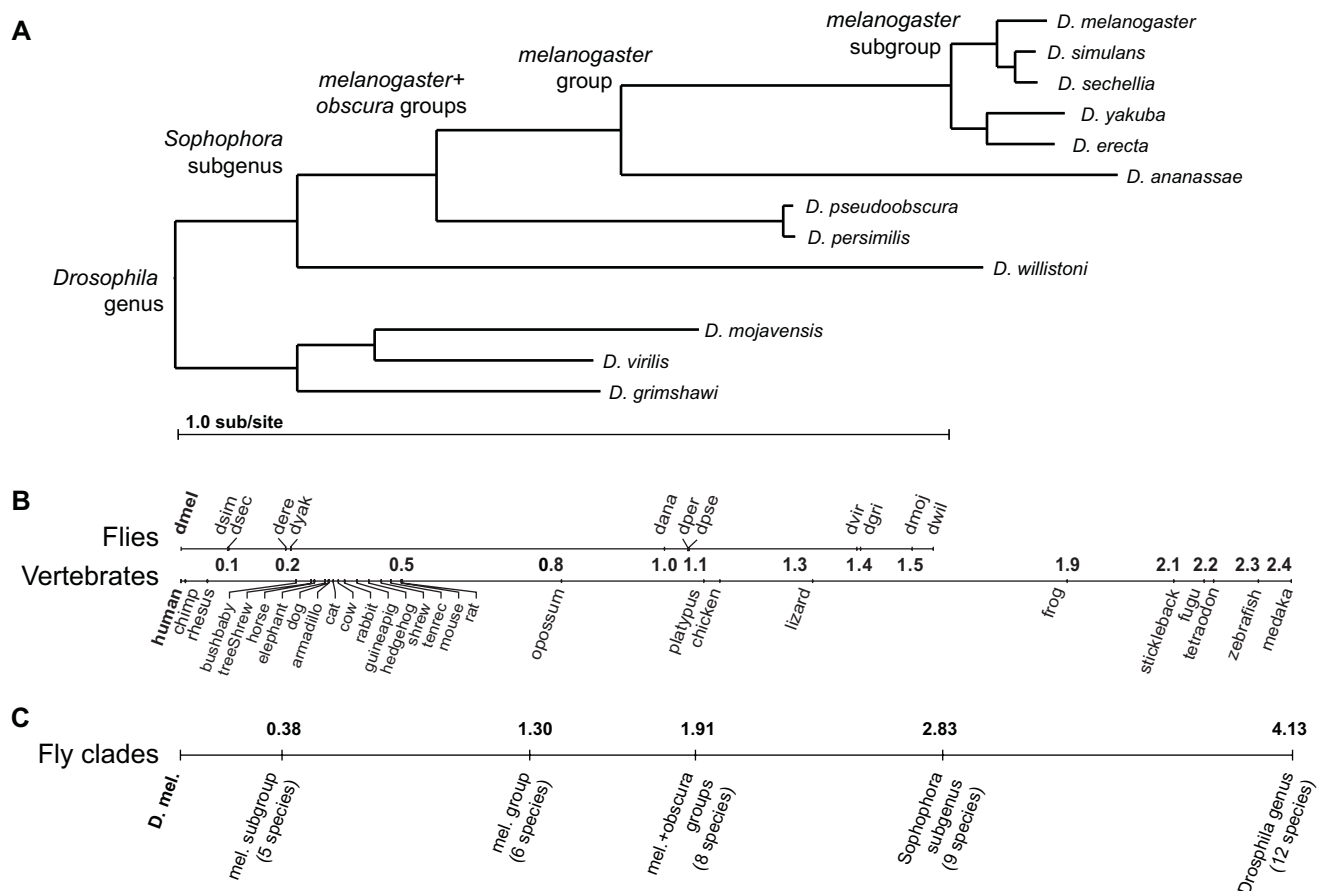 A
melanogaster
subgroup
D. melanogaster
D. simulans
D. sechellia
D. yakuba
D. erecta
melanogaster
group
melanogaster+
obscura groups
Sophophora
subgenus
D. ananassae
D. pseudoobscura
D. persimilis
D. willistoni
Drosophila
genus
D. mojavensis
D. virilis
D. grimshawi
1.0 sub/site
B
Flies
dmel
dsim
dsec
dere
dyak
dana
dper
dpse
dvir
dgri
dmoj
dwil
0.1 0.2 0.5 0.8 1.0 1.1 1.3 1.4 1.5 1.9 2.1 2.2 2.3 2.4
Vertebrates
human
chimp
rhesus
bushbaby
treeShrew
horse
elephant
dog
armadillo
cat
cow
rabbit
guineapig
hedgehog
shrew
tenrec
mouse
rat
opossum
platypus
chicken
lizard
frog
stickleback
fugu
tetraodon
zebrafish
medaka
C
0.38 1.30 1.91 2.83 4.13
Fly clades
D. mel.
mel. subgroup
(5 species)
mel. group
(6 species)
mel.+obscura
groups
(8 species)
Sophophora
subgenus
(9 species)
Drosphila genus
(12 species)